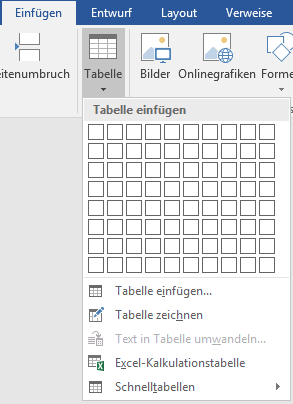 Einfügen Entwurf Layout Verweise
eitenumbruch Tabelle Bilder Onlinegrafiken Forme
Tabelle einfügen
Tabelle einfügen...
Tabelle zeichnen
Text in Tabelle umwandeln...
Excel-Kalkulationstabelle
Schnelltabellen